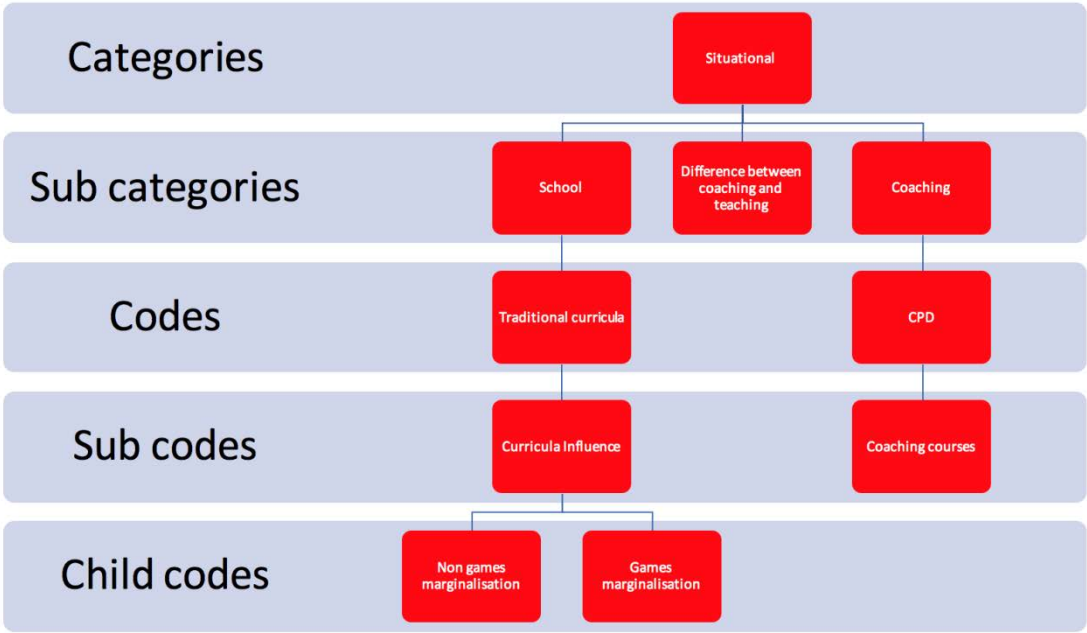 Categories
Situational
Sub categories
School
Difference between
coaching and
teaching
Coaching
Codes
Traditional curricula
CPD
Sub codes
Curricula Influence
Coaching courses
Child codes
Non games
marginalisation
Games
marginalisation